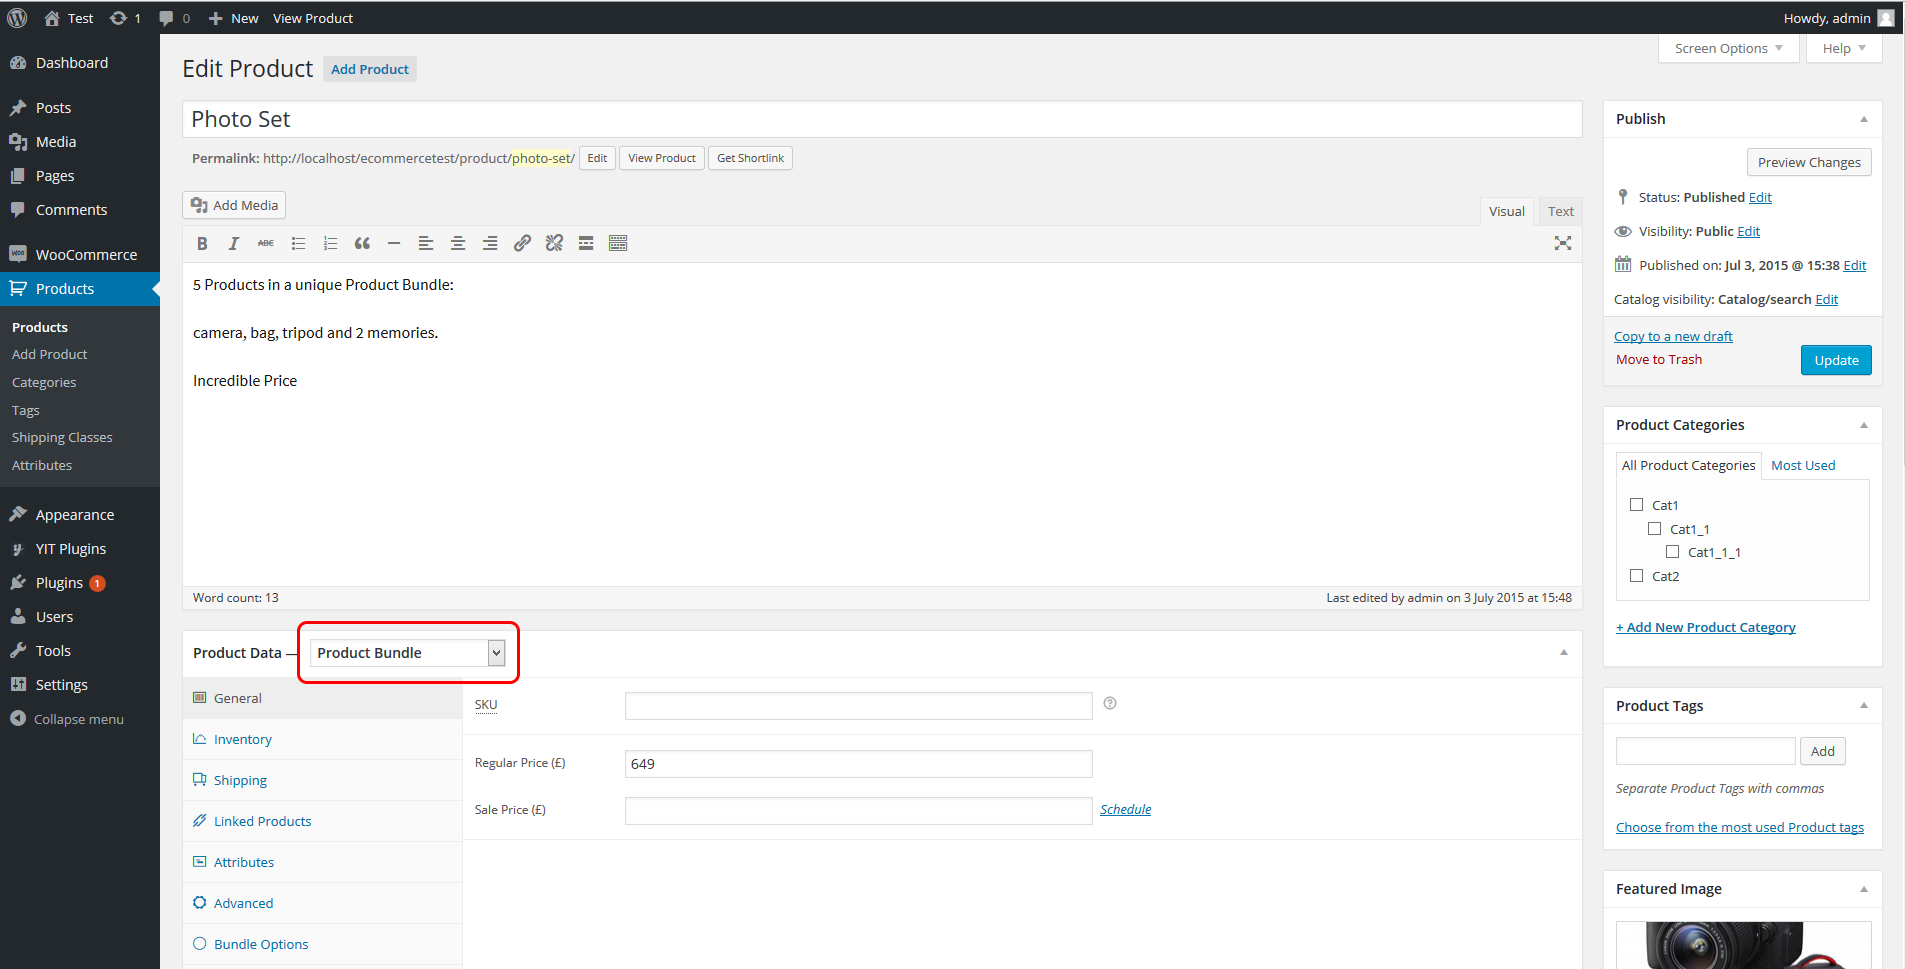 Test 1 0 New View Product Howdy, admin
Screen Options Help
Dashboard
Posts
Media
Pages
Comments
WooCommerce
Products
Products
Add Product
Categories
Tags
Shipping Classes
Attributes
Appearance
YIT Plugins
Plugins 1
Users
Tools
Settings
Collapse menu
Edit Product Add Product
Photo Set
Permalink: http://localhost/ecommercetest/product/photo-set/ Edit View Product Get Shortlink
Add Media
Visual Text
B I ABC
5 Products in a unique Product Bundle:
camera, bag, tripod and 2 memories.
Incredible Price
Word count: 13 Last edited by admin on 3 July 2015 at 15:48
Product Data — Product Bundle
General
Inventory
Shipping
Linked Products
Attributes
Advanced
Bundle Options
SKU
Regular Price (£) 649
Sale Price (£) Schedule
Publish
Preview Changes
Status: Published Edit
Visibility: Public Edit
Published on: Jul 3, 2015 @ 15:38 Edit
Catalog visibility: Catalog/search Edit
Copy to a new draft
Move to Trash Update
Product Categories
All Product Categories Most Used
Cat1
Cat1_1
Cat1_1_1
Cat2
+ Add New Product Category
Product Tags
Add
Separate Product Tags with commas
Choose from the most used Product tags
Featured Image